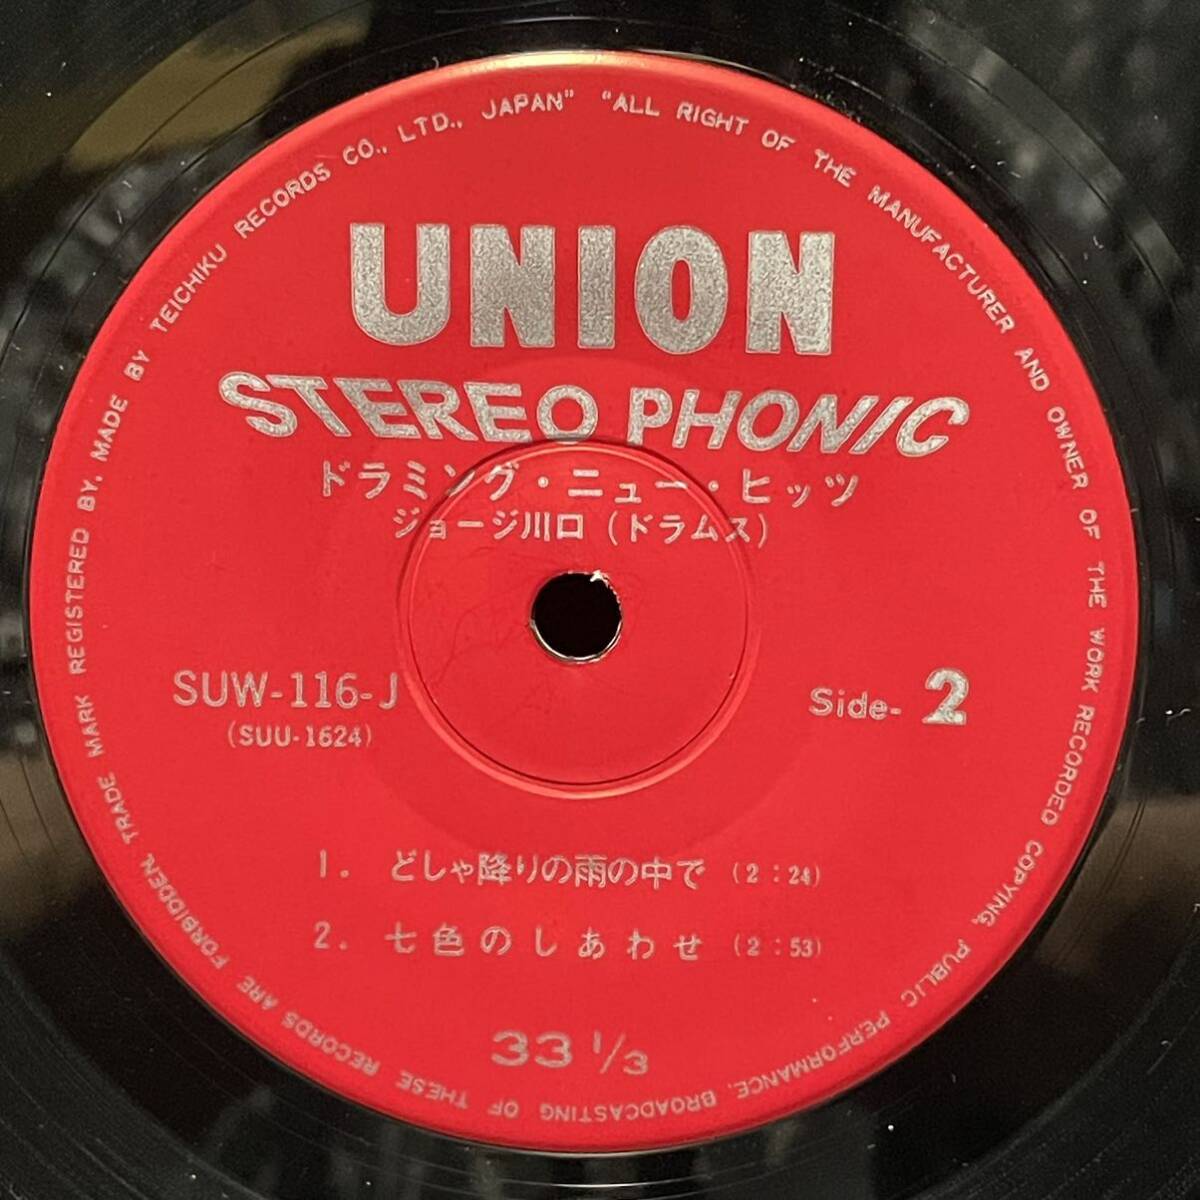 UNION
STEREO PHONIC
ドラミング・ニュー・ヒッツ
ジョージ川口 (ドラムス)
SUW-116-J
(SUU-1624)
Side-2
1. どしゃ降りの雨の中で (2:24)
2. 七色のしあわせ (2:53)
33 1/3
TRADE MARK REGISTERED BY, MADE BY TEICHIKU RECORDS CO., LTD., JAPAN" "ALL RIGHT OF THE MANUFACTURER AND OWNER OF THE WORK RECORDED COPYING, PUBLIC PERFORMANCE, BROADCASTING OF THESE RECORDS ARE FORBIDDEN